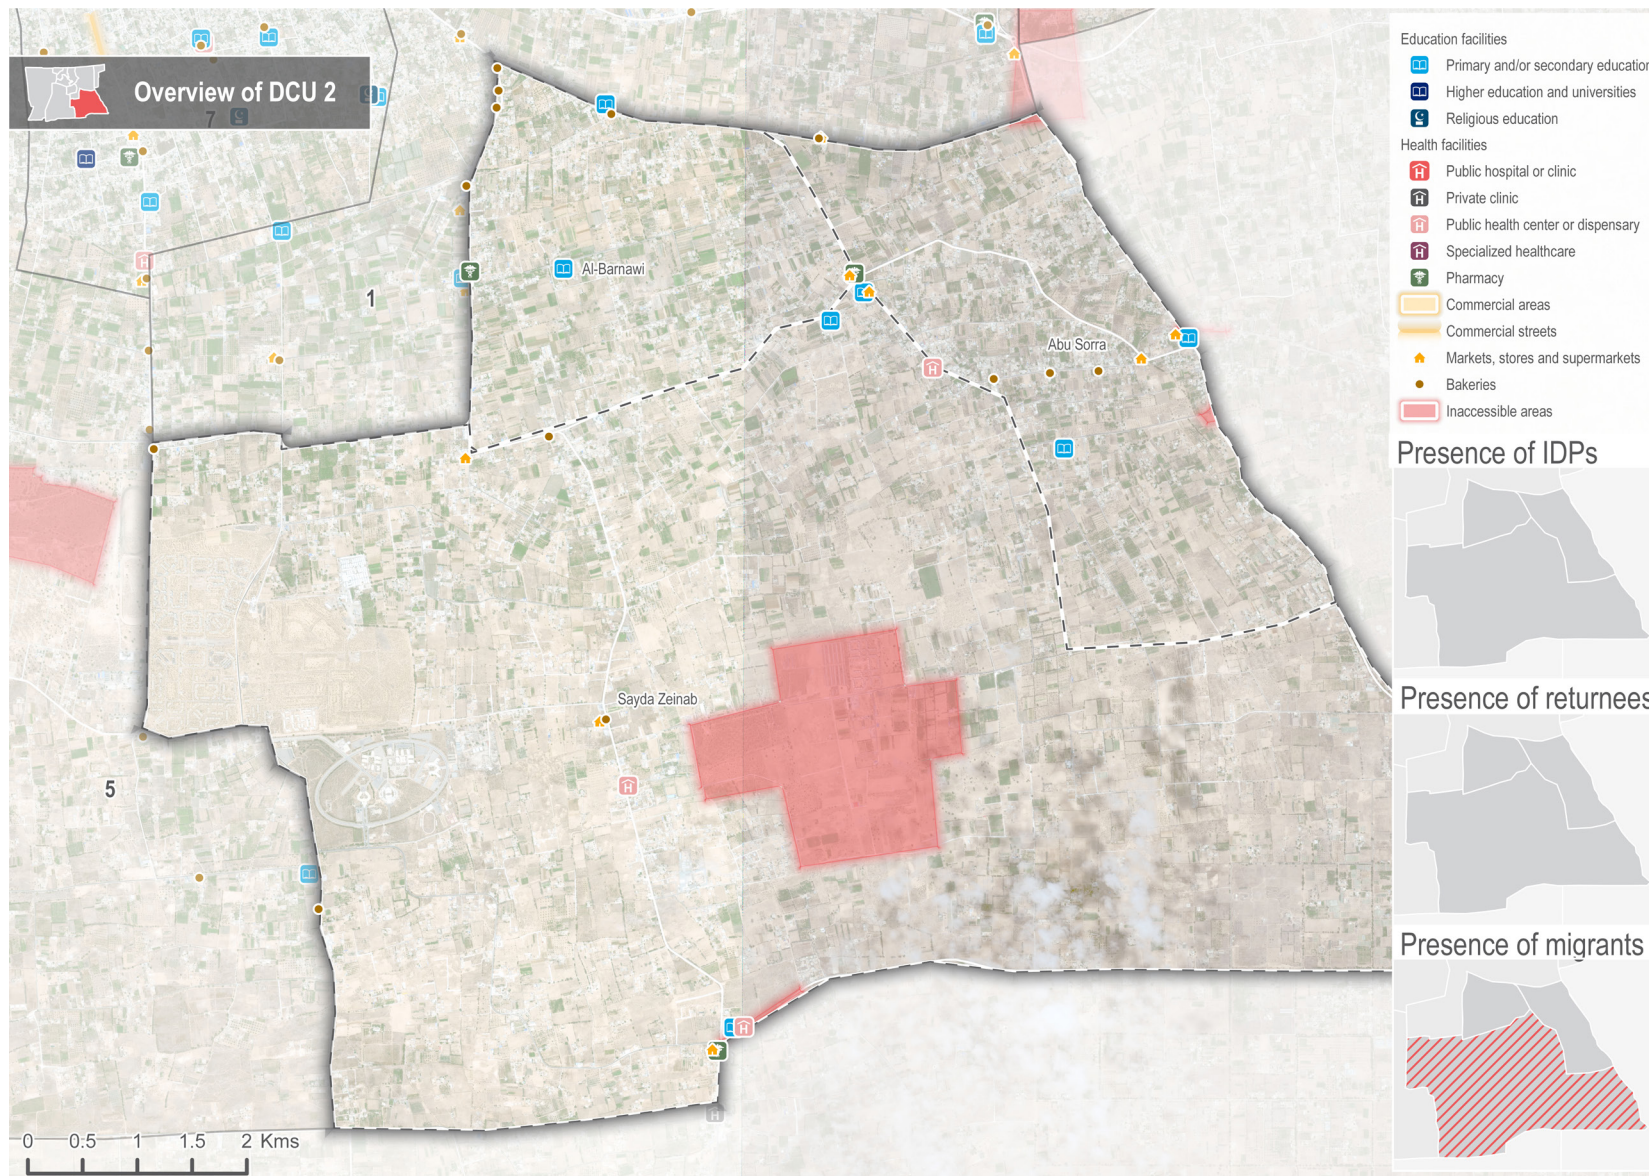 Overview of DCU 2
7
1
Al-Barnawi
Abu Sorra
Sayda Zeinab
5
0 0.5 1 1.5 2 Kms
Education facilities
Primary and/or secondary education
Higher education and universities
Religious education
Health facilities
H Public hospital or clinic
H Private clinic
H Public health center or dispensary
H Specialized healthcare
Pharmacy
Commercial areas
Commercial streets
Markets, stores and supermarkets
Bakeries
Inaccessible areas
Presence of IDPs
Presence of returnees
Presence of migrants